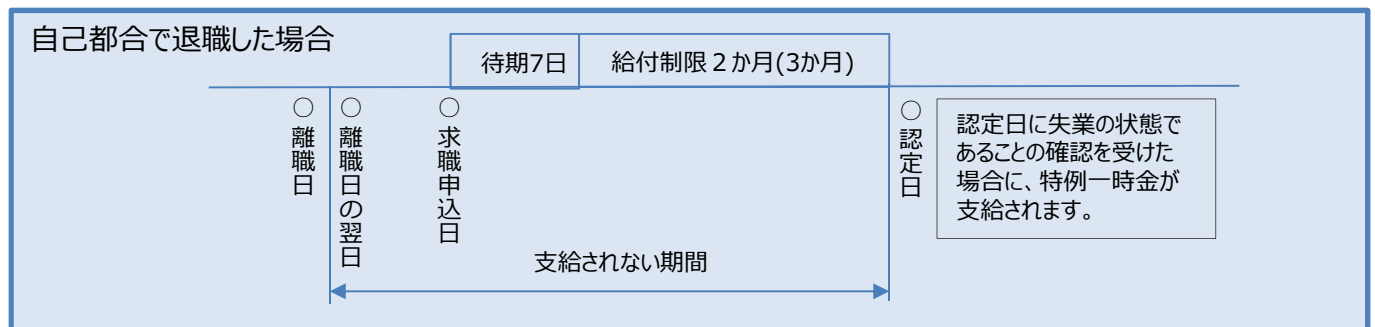 自己都合で退職した場合
待期7日
給付制限２か月(3か月)
○離職日
○離職日の翌日
○求職申込日
○認定日
認定日に失業の状態で
あることの確認を受けた
場合に、特例一時金が
支給されます。
支給されない期間